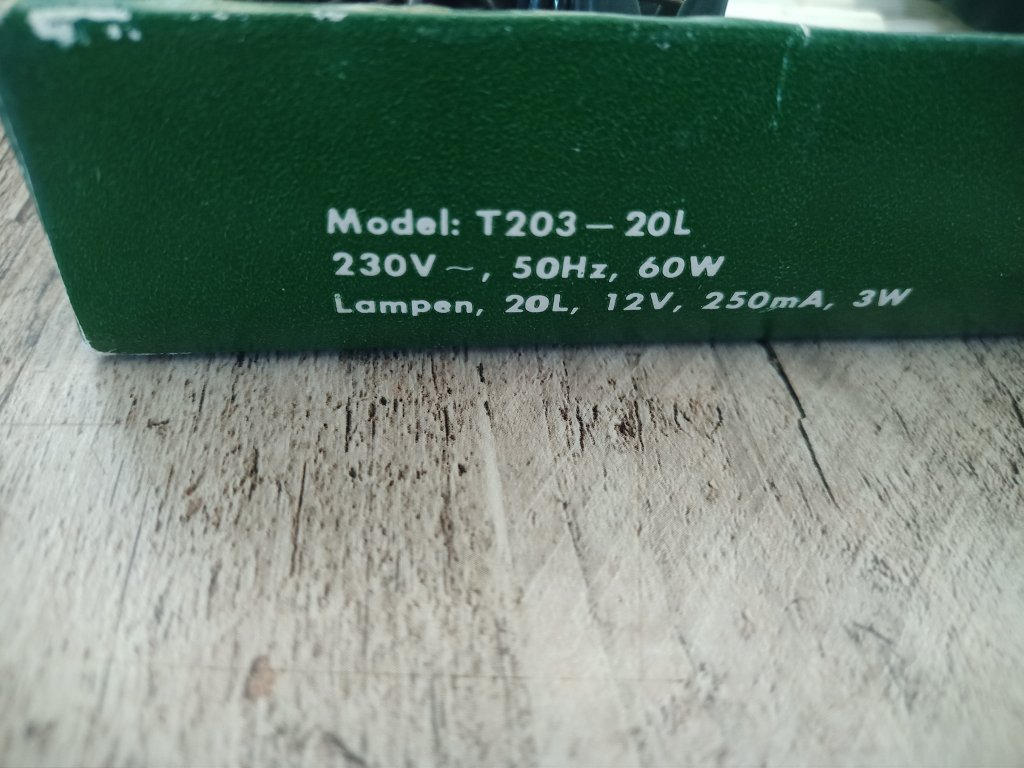 Model: T203 – 20L
230V ~, 50Hz, 60W
Lampen, 20L, 12V, 250mA, 3W